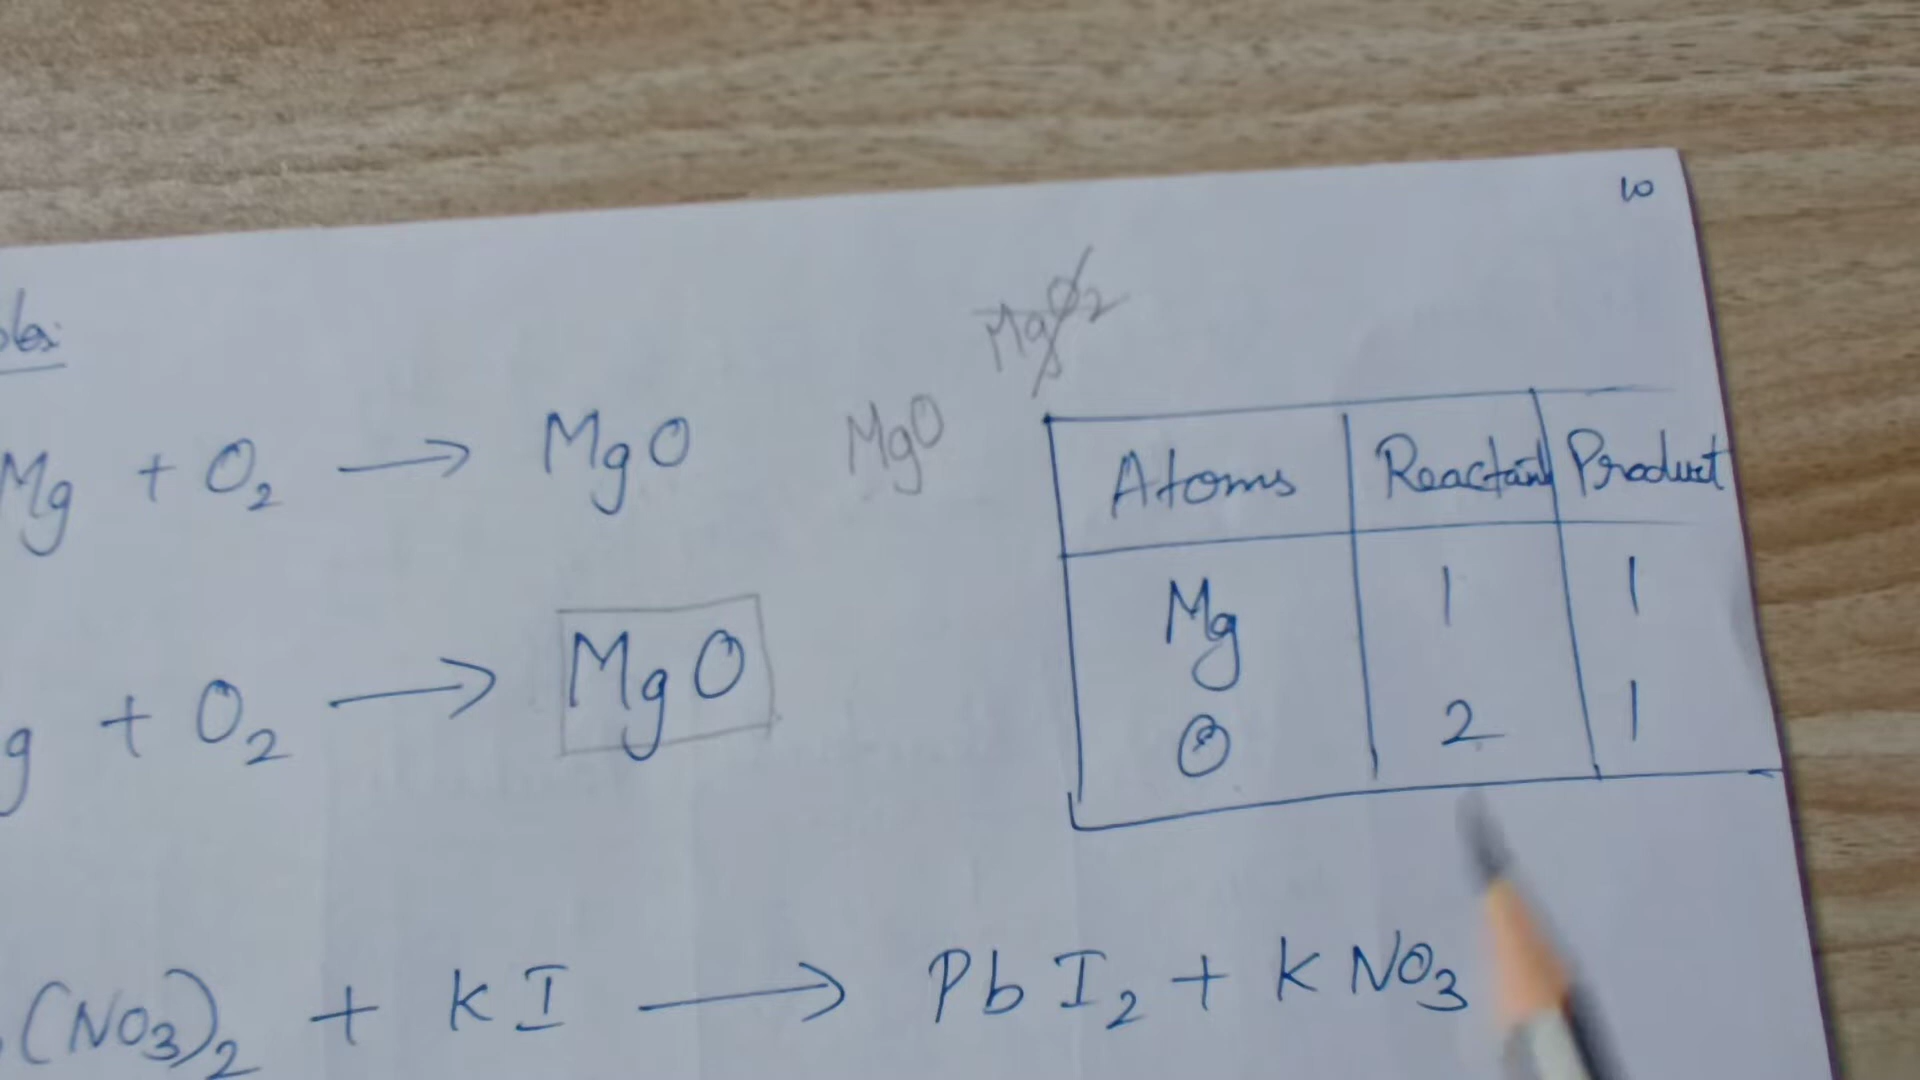 10
MgO₂
Mg + O₂ → MgO MgO
Atoms Reactant Product
Mg 1 1
O 2 1
g + O₂ → MgO
(NO₃)₂ + KI → PbI₂ + KNO₃